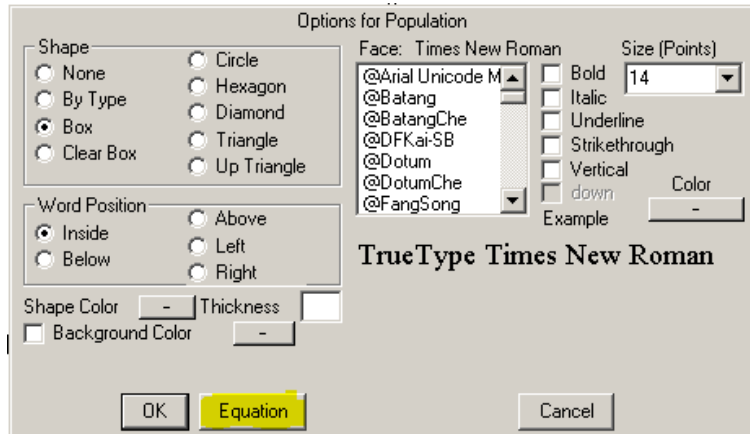 Options for Population
Shape
None
By Type
Box
Clear Box
Circle
Hexagon
Diamond
Triangle
Up Triangle
Word Position
Inside
Below
Above
Left
Right
Shape Color - Thickness
Background Color -
Face: Times New Roman
@Arial Unicode M
@Batang
@BatangChe
@DFKai-SB
@Dotum
@DotumChe
@FangSong
Bold
Italic
Underline
Strikethrough
Vertical
down
Size (Points)
14
Color
-
Example
TrueType Times New Roman
OK
Equation
Cancel